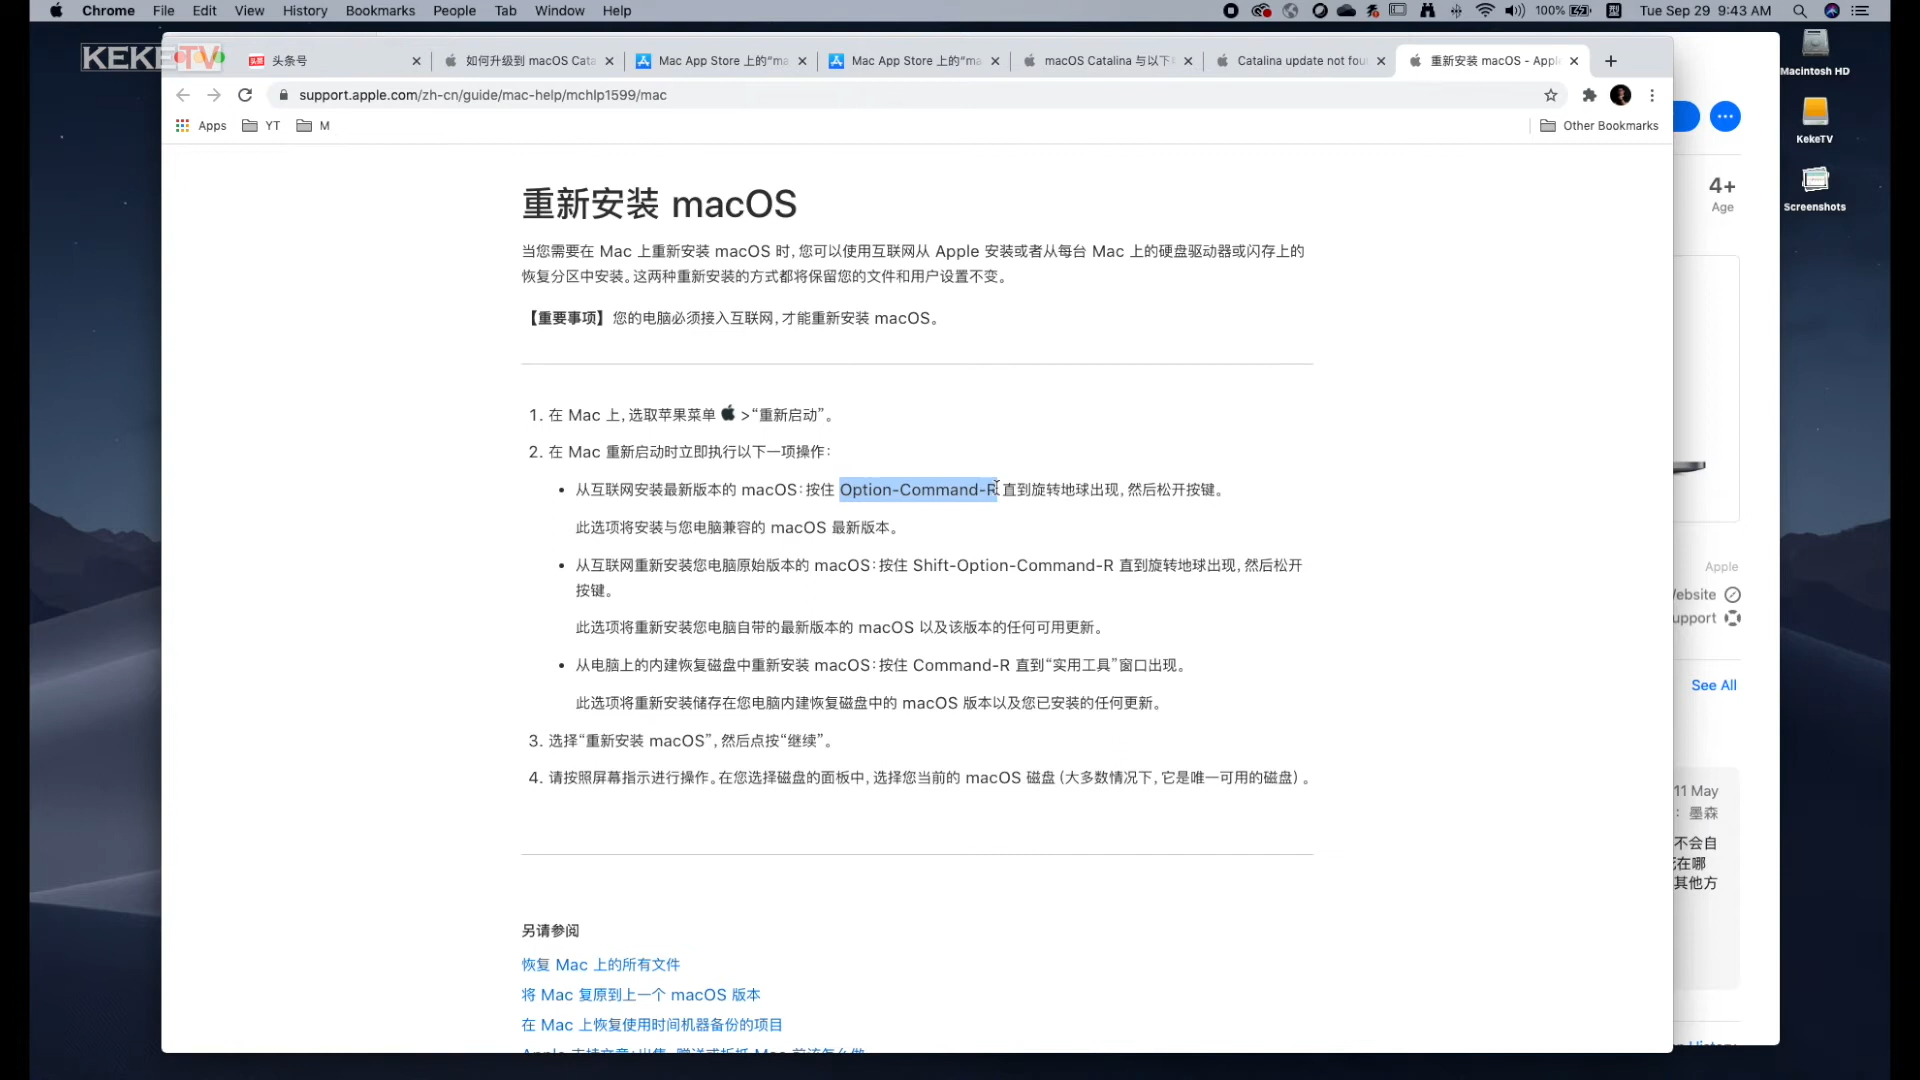 Chrome File Edit View History Bookmarks People Tab Window Help 100% Tue Sep 29 9:43 AM
KEKETV
头条 头条号
如何升级到 macOS Cata
Mac App Store 上的“ma
Mac App Store 上的“ma
macOS Catalina 与以下
Catalina update not fou
重新安装 macOS - Appl
support.apple.com/zh-cn/guide/mac-help/mchlp1599/mac
Apps YT M Other Bookmarks
Macintosh HD
KekeTV
Screenshots
重新安装 macOS
当您需要在 Mac 上重新安装 macOS 时，您可以使用互联网从 Apple 安装或者从每台 Mac 上的硬盘驱动器或闪存上的
恢复分区中安装。这两种重新安装的方式都将保留您的文件和用户设置不变。
【重要事项】您的电脑必须接入互联网，才能重新安装 macOS。
1. 在 Mac 上，选取苹果菜单 >“重新启动”。
2. 在 Mac 重新启动时立即执行以下一项操作：
• 从互联网安装最新版本的 macOS：按住 Option-Command-R 直到旋转地球出现，然后松开按键。
此选项将安装与您电脑兼容的 macOS 最新版本。
• 从互联网重新安装您电脑原始版本的 macOS：按住 Shift-Option-Command-R 直到旋转地球出现，然后松开
按键。
此选项将重新安装您电脑自带的最新版本的 macOS 以及该版本的任何可用更新。
• 从电脑上的内建恢复磁盘中重新安装 macOS：按住 Command-R 直到“实用工具”窗口出现。
此选项将重新安装储存在您电脑内建恢复磁盘中的 macOS 版本以及您已安装的任何更新。
3. 选择“重新安装 macOS”，然后点按“继续”。
4. 请按照屏幕指示进行操作。在您选择磁盘的面板中，选择您当前的 macOS 磁盘（大多数情况下，它是唯一可用的磁盘）。
另请参阅
恢复 Mac 上的所有文件
将 Mac 复原到上一个 macOS 版本
在 Mac 上恢复使用时间机器备份的项目
4+
Age
Apple
ebsite
upport
See All
11 May
：墨森
不会自
在哪
其他方